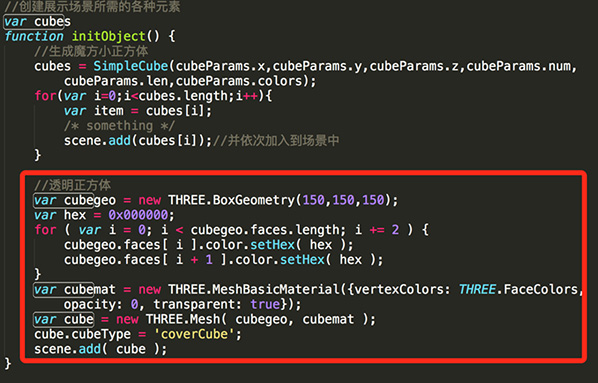 //创建展示场景所需的各种元素
var cubes
function initObject() {
//生成魔方小正方体
cubes = SimpleCube(cubeParams.x,cubeParams.y,cubeParams.z,cubeParams.num,
cubeParams.len,cubeParams.colors);
for(var i=0;i<cubes.length;i++){
var item = cubes[i];
/* something */
scene.add(cubes[i]);//并依次加入到场景中
}
//透明正方体
var cubegeo = new THREE.BoxGeometry(150,150,150);
var hex = 0x000000;
for ( var i = 0; i < cubegeo.faces.length; i += 2 ) {
cubegeo.faces[ i ].color.setHex( hex );
cubegeo.faces[ i + 1 ].color.setHex( hex );
}
var cubemat = new THREE.MeshBasicMaterial({vertexColors: THREE.FaceColors,
opacity: 0, transparent: true});
var cube = new THREE.Mesh( cubegeo, cubemat );
cube.cubeType = 'coverCube';
scene.add( cube );
}